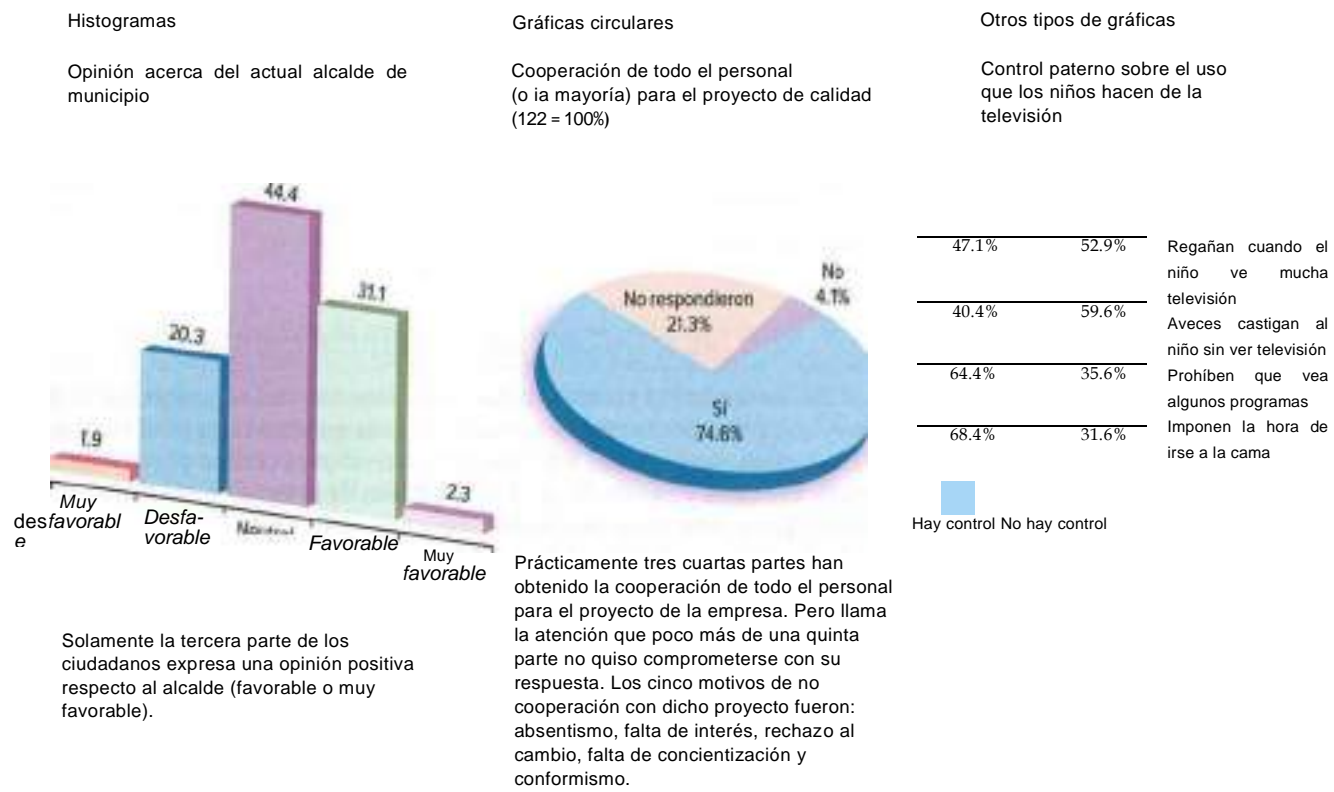 Histogramas
Opinión acerca del actual alcalde de
municipio
44.4
31.1
20.3
1.9
2.3
Muy
desfavorabl
e
Desfa-
vorable
Favorable
Muy
favorable
Solamente la tercera parte de los
ciudadanos expresa una opinión positiva
respecto al alcalde (favorable o muy
favorable).
Gráficas circulares
Cooperación de todo el personal
(o ia mayoría) para el proyecto de calidad
(122 = 100%)
No
4.1%
No respondieron
21.3%
Sí
74.6%
Prácticamente tres cuartas partes han
obtenido la cooperación de todo el personal
para el proyecto de la empresa. Pero llama
la atención que poco más de una quinta
parte no quiso comprometerse con su
respuesta. Los cinco motivos de no
cooperación con dicho proyecto fueron:
absentismo, falta de interés, rechazo al
cambio, falta de concientización y
conformismo.
Otros tipos de gráficas
Control paterno sobre el uso
que los niños hacen de la
televisión
47.1% 52.9%
40.4% 59.6%
64.4% 35.6%
68.4% 31.6%
Regañan cuando el
niño ve mucha
televisión
Aveces castigan al
niño sin ver televisión
Prohíben que vea
algunos programas
Imponen la hora de
irse a la cama
Hay control No hay control